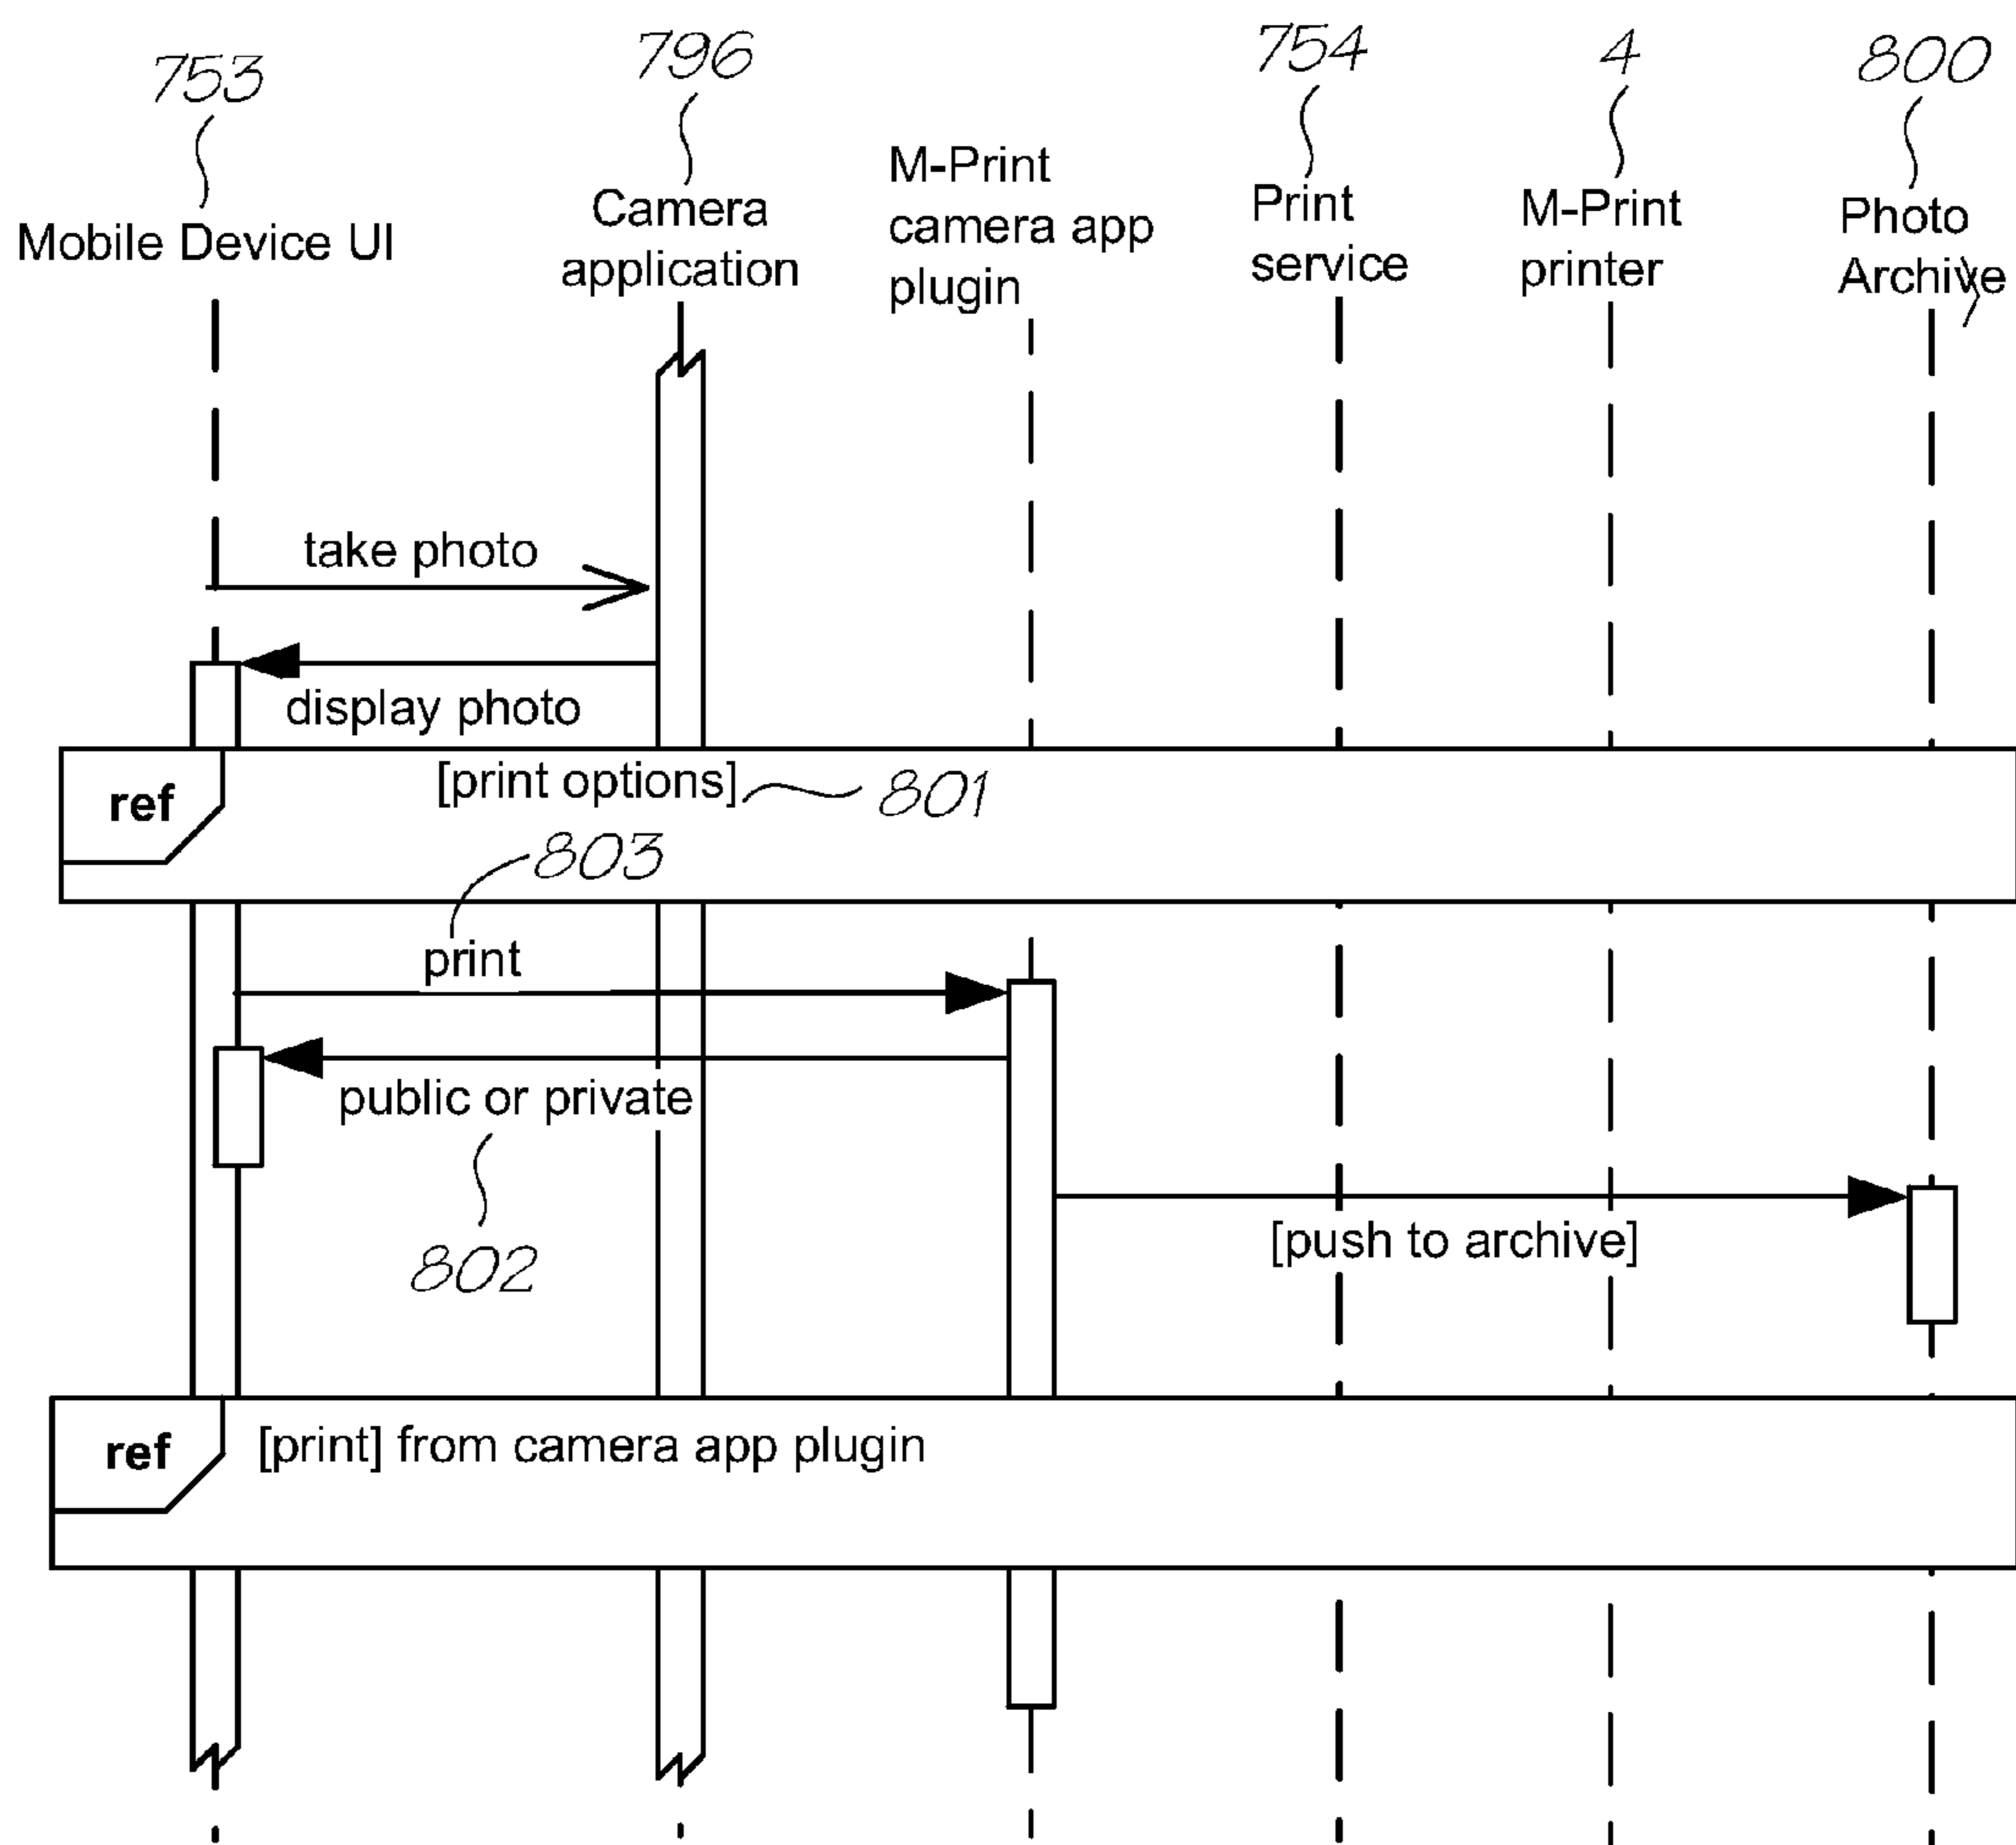 753
796
754
4
800
Mobile Device UI
Camera
application
M-Print
camera app
plugin
Print
service
M-Print
printer
Photo
Archive
take photo
display photo
ref
[print options]
801
803
print
public or private
802
[push to archive]
ref
[print] from camera app plugin